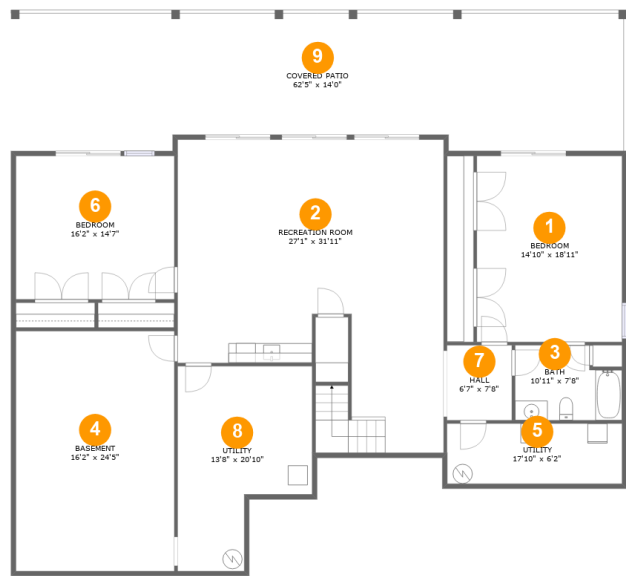 9
COVERED PATIO
62'5" x 14'0"
6
BEDROOM
16'2" x 14'7"
2
RECREATION ROOM
27'1" x 31'11"
1
BEDROOM
14'10" x 18'11"
3
BATH
10'11" x 7'8"
7
HALL
6'7" x 7'8"
4
BASEMENT
16'2" x 24'5"
8
UTILITY
13'8" x 20'10"
5
UTILITY
17'10" x 6'2"